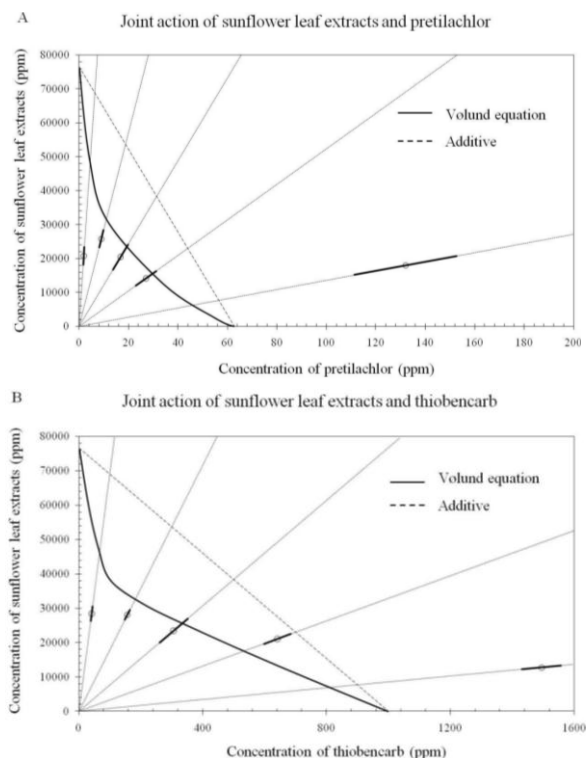 A
Joint action of sunflower leaf extracts and pretilachlor
Concentration of sunflower leaf extracts (ppm)
80000
70000
60000
50000
40000
30000
20000
10000
0
Vølund equation
Additive
0 20 40 60 80 100 120 140 160 180 200
Concentration of pretilachlor (ppm)
B
Joint action of sunflower leaf extracts and thiobencarb
Concentration of sunflower leaf extracts (ppm)
80000
70000
60000
50000
40000
30000
20000
10000
0
Vølund equation
Additive
0 400 800 1200 1600
Concentration of thiobencarb (ppm)